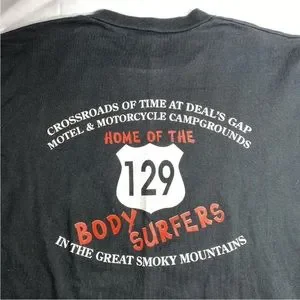 CROSSROADS OF TIME AT DEAL'S GAP
MOTEL & MOTORCYCLE CAMPGROUNDS
HOME OF THE
129
BODY SURFERS
IN THE GREAT SMOKY MOUNTAINS